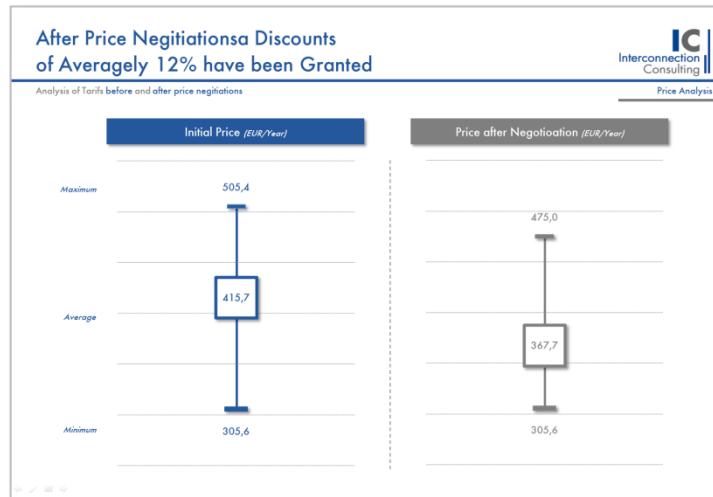 After Price Negitiationsa Discounts
of Averagely 12% have been Granted
IC
Interconnection
Consulting
Analysis of Tarifs before and after price negitiations
Price Analysis
Initial Price (EUR/Year)
Price after Negotioation (EUR/Year)
Maximum
505,4
475,0
415,7
Average
367,7
Minimum
305,6
305,6